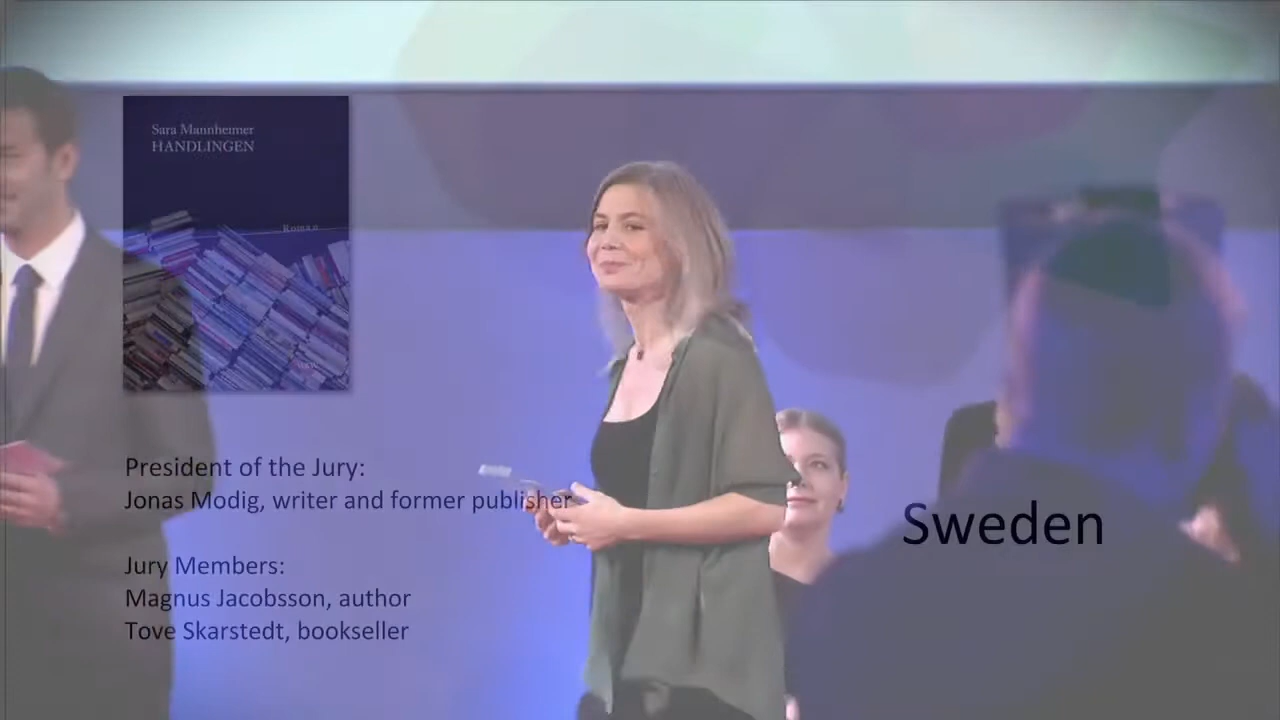 Sara Mannheimer
HANDLINGEN
Roman
President of the Jury:
Jonas Modig, writer and former publisher
Jury Members:
Magnus Jacobsson, author
Tove Skarstedt, bookseller
Sweden